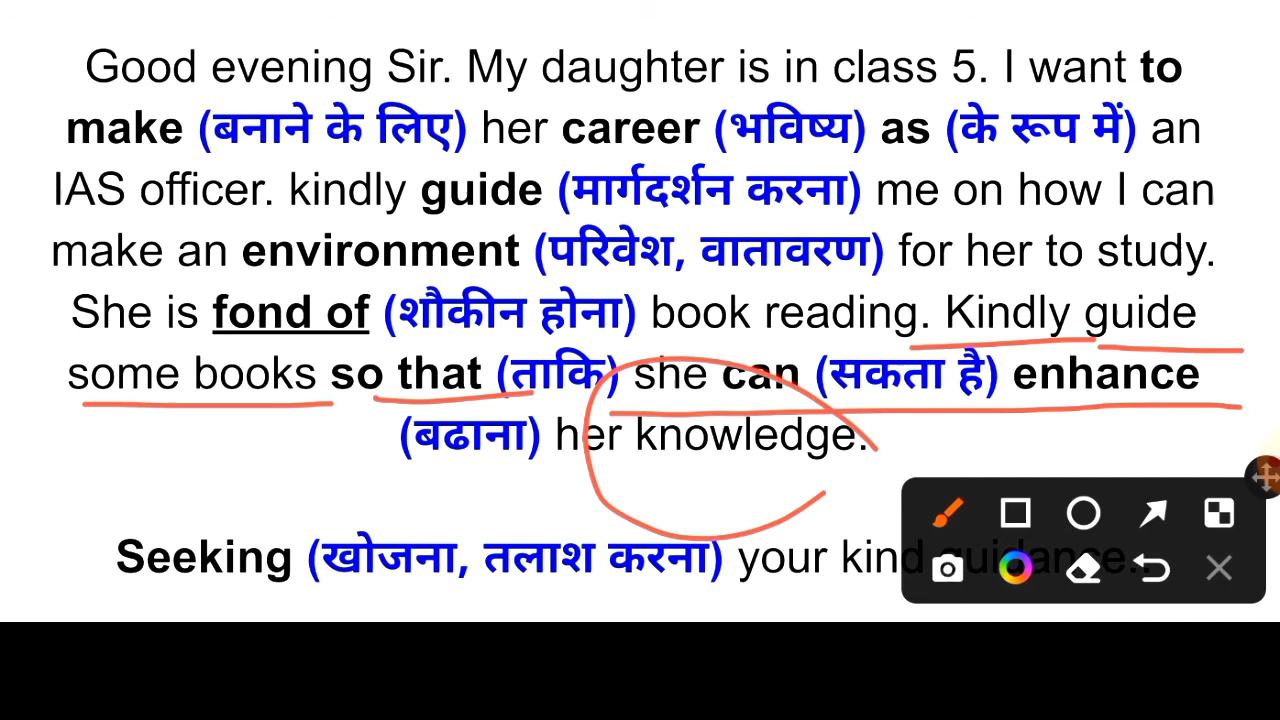 Good evening Sir. My daughter is in class 5. I want to
make (बनाने के लिए) her career (भविष्य) as (के रूप में) an
IAS officer. kindly guide (मार्गदर्शन करना) me on how I can
make an environment (परिवेश, वातावरण) for her to study.
She is fond of (शौकीन होना) book reading. Kindly guide
some books so that (ताकि) she can (सकता है) enhance
(बढाना) her knowledge.
Seeking (खोजना, तलाश करना) your kind guidance..